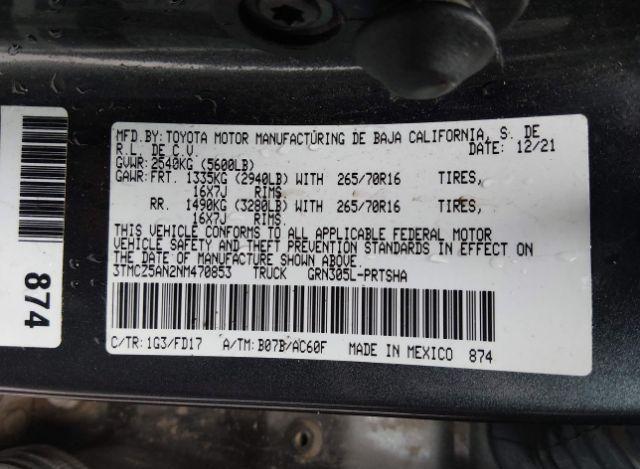 MFD.BY:TOYOTA MOTOR MANUFACTURING DE BAJA CALIFORNIA, S. DE
R.L. DE C.V. DATE: 12/21
GVWR:2540KG (5600LB)
GAWR:FRT. 1335KG (2940LB) WITH 265/70R16 TIRES,
16X7J RIMS
RR. 1490KG (3280LB) WITH 265/70R16 TIRES,
16X7J RIMS
THIS VEHICLE CONFORMS TO ALL APPLICABLE FEDERAL MOTOR
VEHICLE SAFETY AND THEFT PREVENTION STANDARDS IN EFFECT ON
THE DATE OF MANUFACTURE SHOWN ABOVE.
3TMCZ5AN2NM470853 TRUCK GRN305L-PRTSHA
C/TR:1G3/FD17 A/TM:B07B/AC60F MADE IN MEXICO 874
874